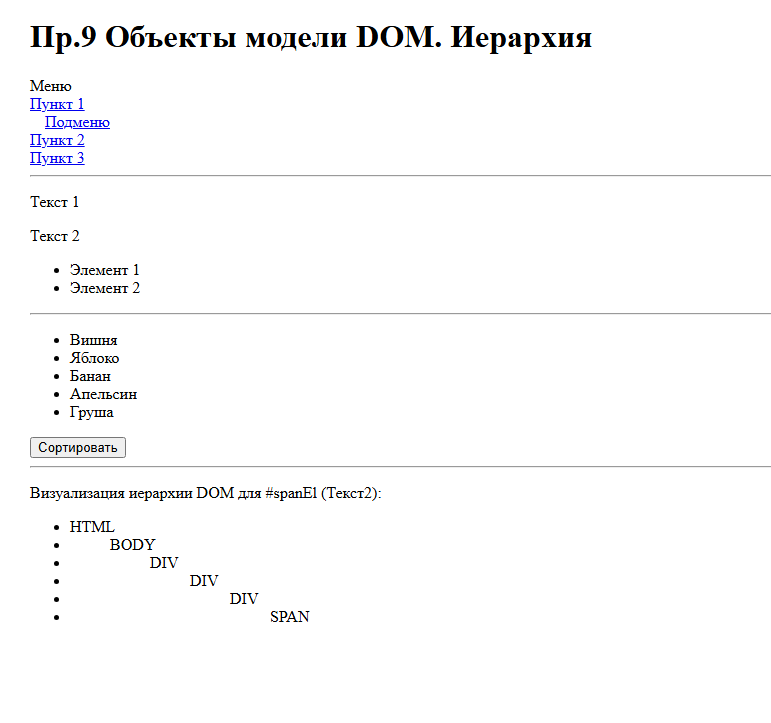 Пр.9 Объекты модели DOM. Иерархия
Меню
Пункт 1
Подменю
Пункт 2
Пункт 3
Текст 1
Текст 2
Элемент 1
Элемент 2
Вишня
Яблоко
Банан
Апельсин
Груша
Сортировать
Визуализация иерархии DOM для #spanEl (Текст2):
HTML
BODY
DIV
DIV
DIV
SPAN